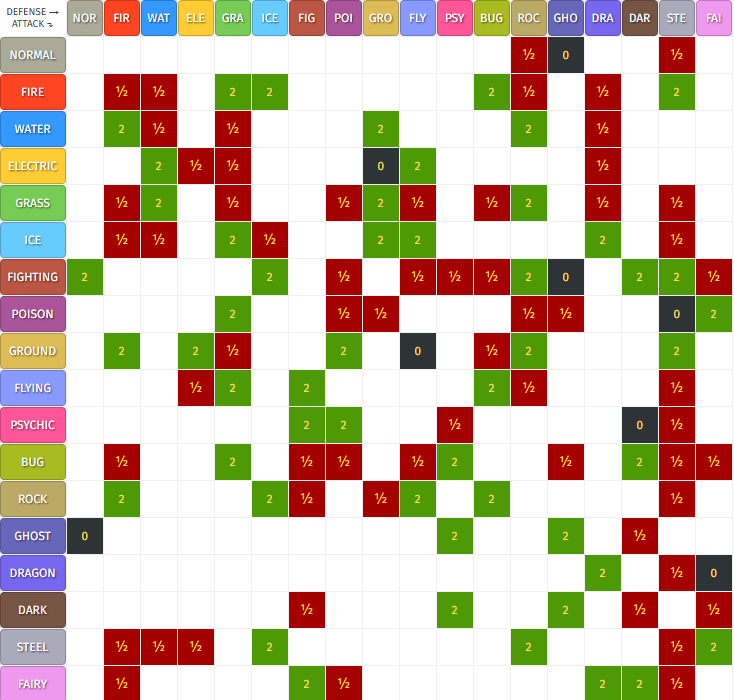 DEFENSE → NOR FIR WAT ELE GRA ICE FIG POI GRO FLY PSY BUG ROC GHO DRA DAR STE FAI
ATTACK ⤵
NORMAL ½ 0 ½
FIRE ½ ½ 2 2 2 ½ ½ 2
WATER 2 ½ ½ 2 2 ½
ELECTRIC 2 ½ ½ 0 2 ½
GRASS ½ 2 ½ ½ 2 ½ ½ 2 ½ ½
ICE ½ ½ 2 ½ 2 2 2 ½
FIGHTING 2 2 ½ ½ ½ ½ 2 0 2 2 ½
POISON 2 ½ ½ ½ ½ 0 2
GROUND 2 2 ½ 2 0 ½ 2 2
FLYING ½ 2 2 2 ½ ½
PSYCHIC 2 2 ½ 0 ½
BUG ½ 2 ½ ½ ½ 2 ½ 2 ½ ½
ROCK 2 2 ½ ½ 2 2 ½
GHOST 0 2 2 ½
DRAGON 2 ½ 0
DARK ½ 2 2 ½ ½
STEEL ½ ½ ½ 2 2 ½ 2
FAIRY ½ 2 ½ 2 2 ½